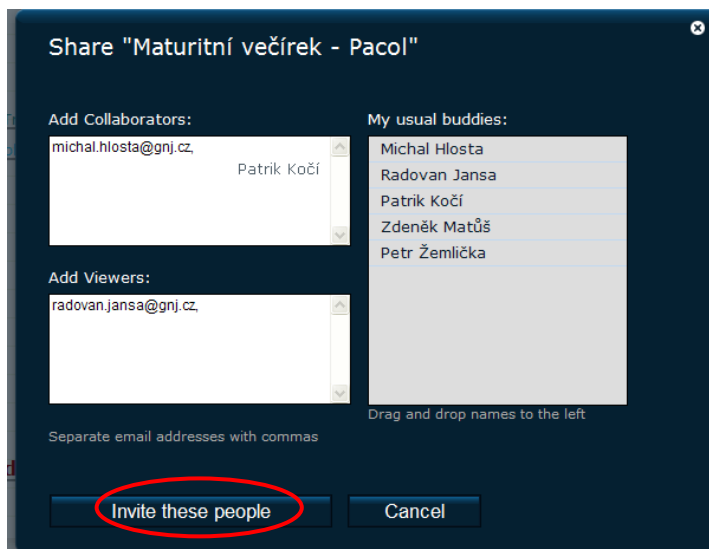 Share "Maturitní večírek - Pacol"
Add Collaborators:
michal.hlosta@gnj.cz,
Patrik Kočí
Add Viewers:
radovan.jansa@gnj.cz,
Separate email addresses with commas
My usual buddies:
Michal Hlosta
Radovan Jansa
Patrik Kočí
Zdeněk Matůš
Petr Žemlička
Drag and drop names to the left
Invite these people
Cancel